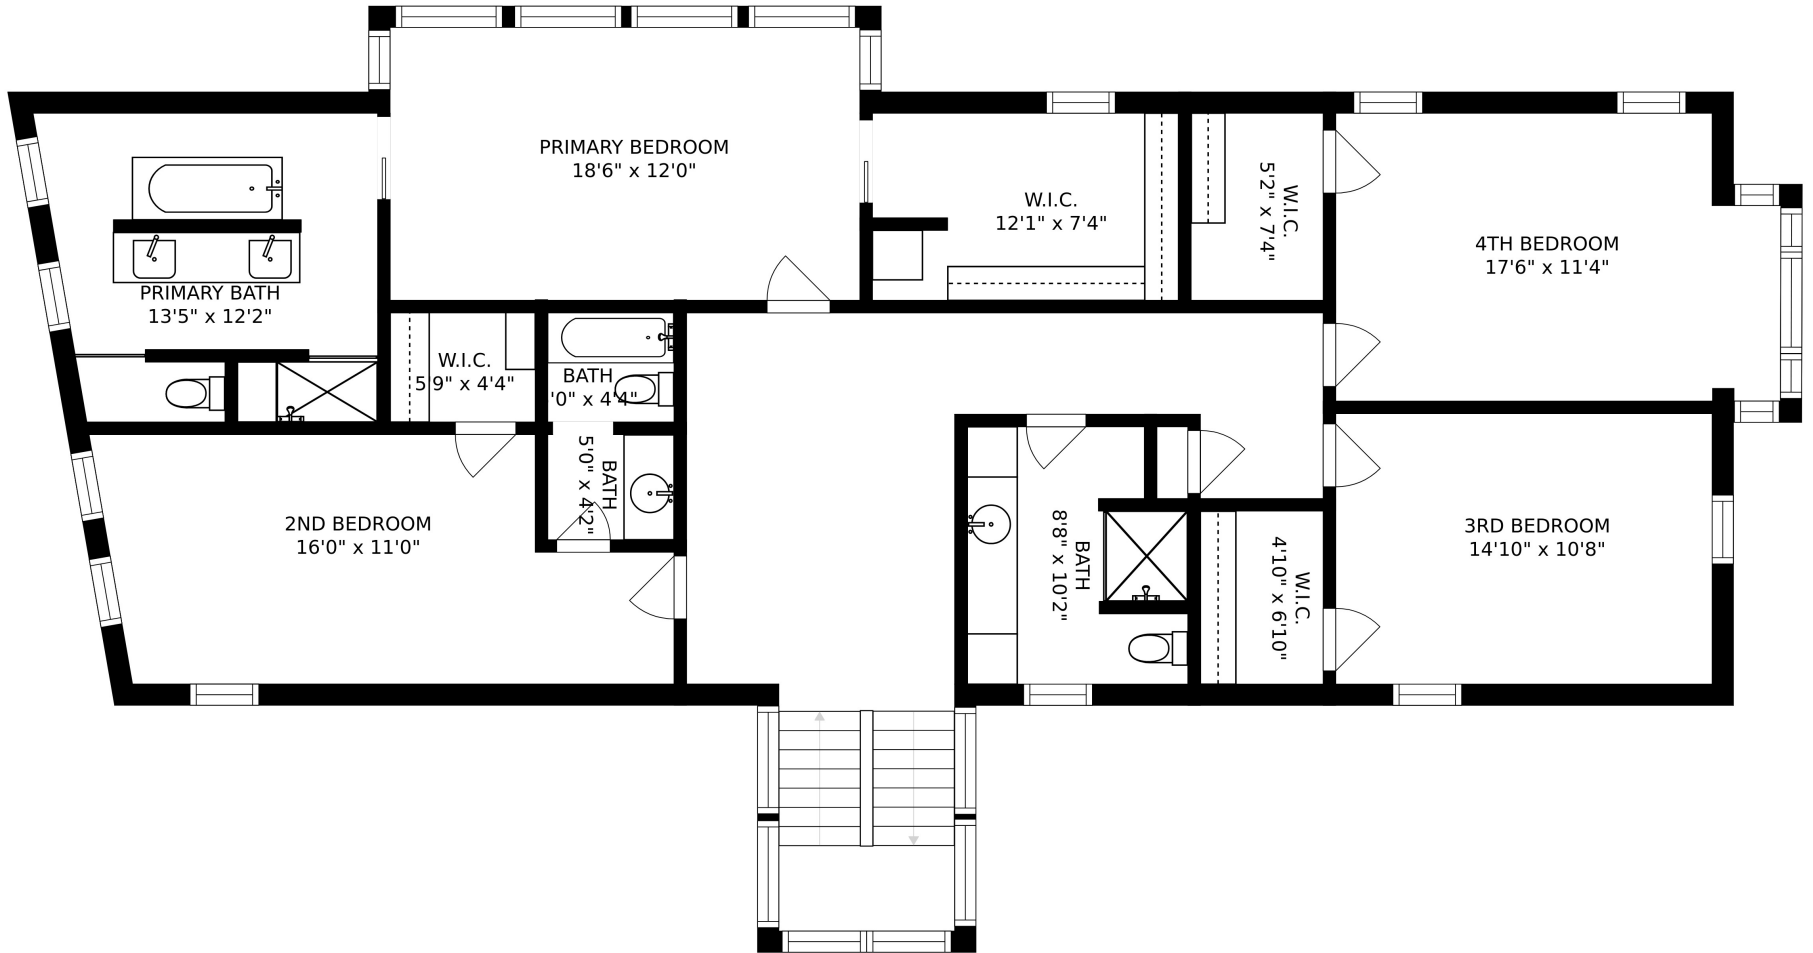 PRIMARY BEDROOM
18'6" x 12'0"
W.I.C.
12'1" x 7'4"
W.I.C.
5'2" x 7'4"
4TH BEDROOM
17'6" x 11'4"
PRIMARY BATH
13'5" x 12'2"
W.I.C.
5'9" x 4'4"
BATH
'0" x 4'4"
BATH
5'0" x 4'2"
2ND BEDROOM
16'0" x 11'0"
BATH
8'8" x 10'2"
W.I.C.
4'10" x 6'10"
3RD BEDROOM
14'10" x 10'8"